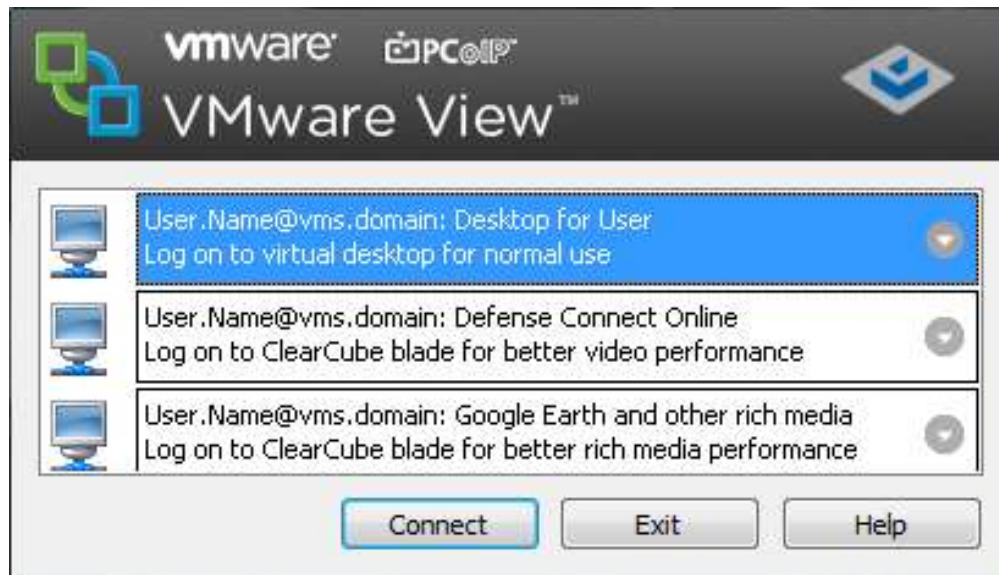 vmware PCoIP™
VMware View™
User.Name@vms.domain: Desktop for User
Log on to virtual desktop for normal use
User.Name@vms.domain: Defense Connect Online
Log on to ClearCube blade for better video performance
User.Name@vms.domain: Google Earth and other rich media
Log on to ClearCube blade for better rich media performance
Connect Exit Help